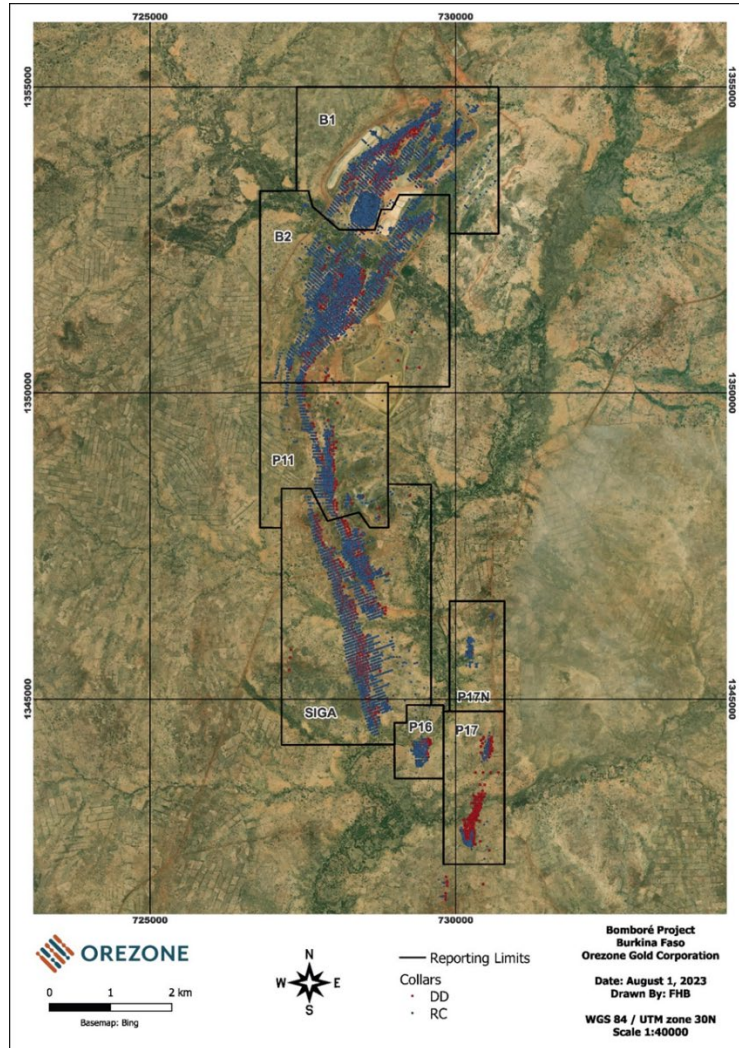 725000
730000
1355000
1355000
B1
B2
1350000
1350000
P11
1345000
1345000
SIGA
P16
P17N
P17
725000
730000
OREZONE
0 1 2 km
Basemap: Bing
N
W E
S
Reporting Limits
Collars
DD
RC
Bomboré Project
Burkina Faso
Orezone Gold Corporation
Date: August 1, 2023
Drawn By: FHB
WGS 84 / UTM zone 30N
Scale 1:40000